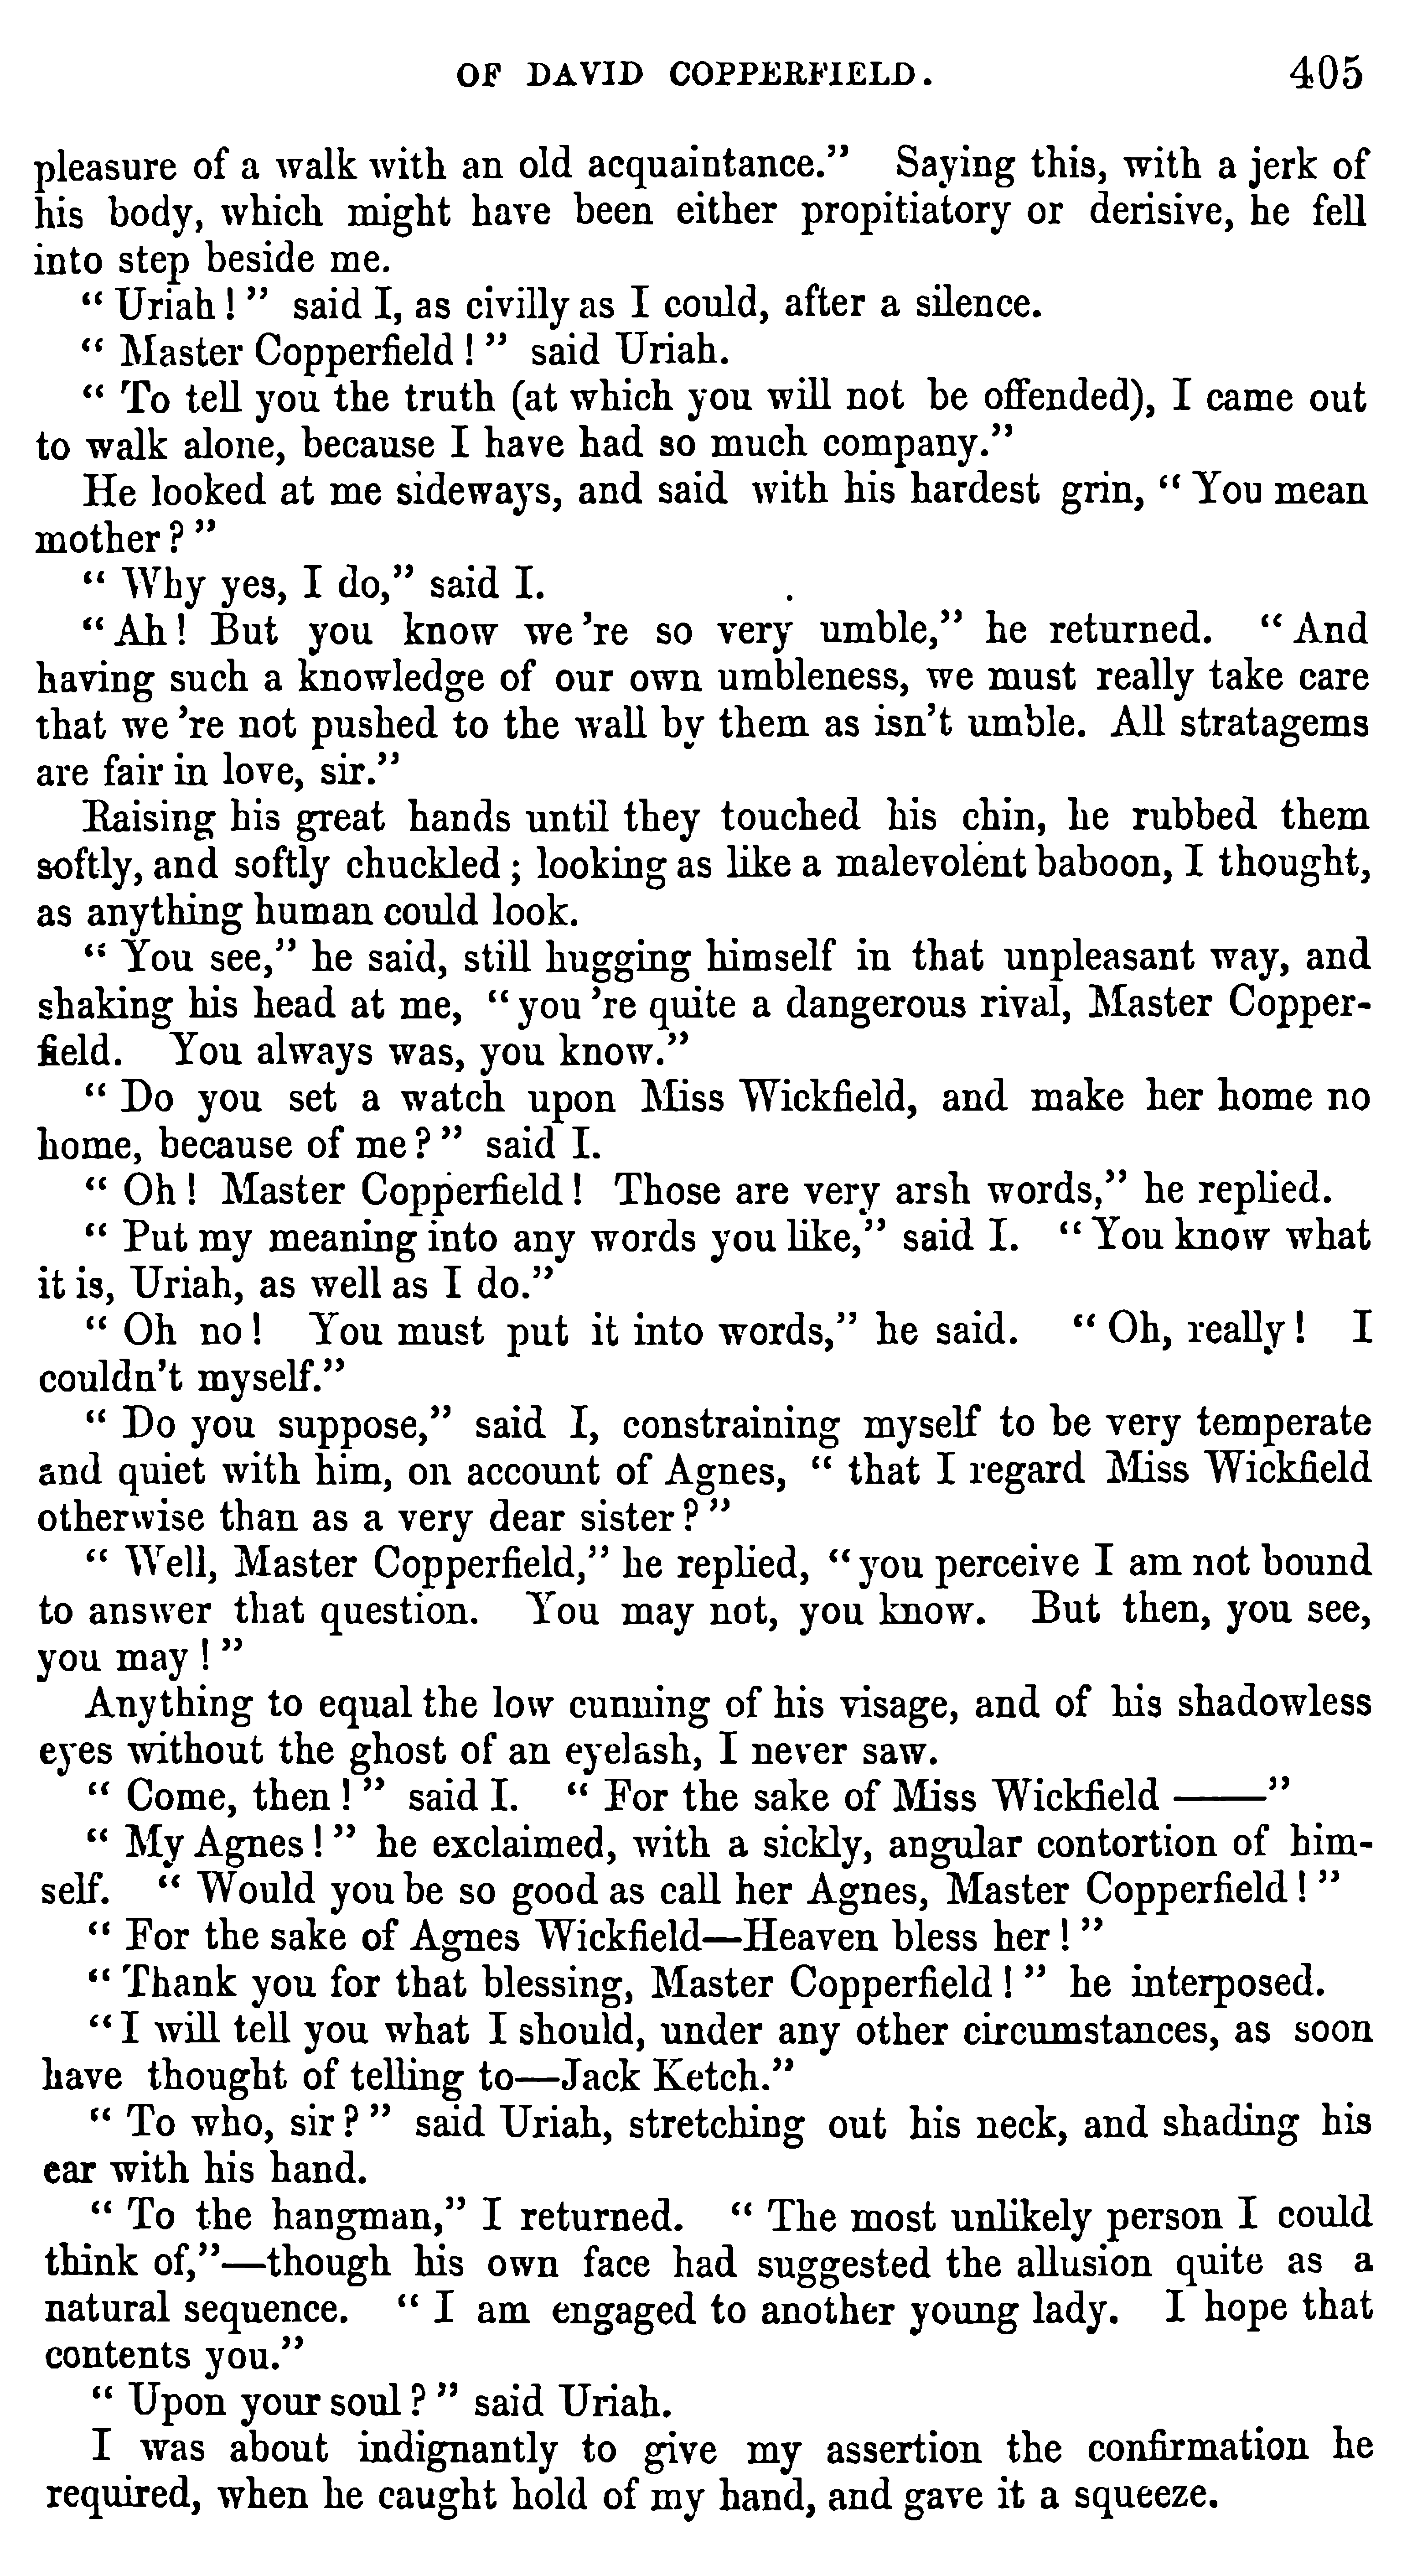 OF DAVID COPPERFIELD. 405
pleasure of a walk with an old acquaintance.” Saying this, with a jerk of
his body, which might have been either propitiatory or derisive, he fell
into step beside me.
“ Uriah ! ” said I, as civilly as I could, after a silence.
“ Master Copperfield ! ” said Uriah.
“ To tell you the truth (at which you will not be offended), I came out
to walk alone, because I have had so much company.”
He looked at me sideways, and said with his hardest grin, “ You mean
mother ? ”
“ Why yes, I do,” said I.
“ Ah ! But you know we ’re so very umble,” he returned. “ And
having such a knowledge of our own umbleness, we must really take care
that we ’re not pushed to the wall by them as isn’t umble. All stratagems
are fair in love, sir.”
Raising his great hands until they touched his chin, he rubbed them
softly, and softly chuckled ; looking as like a malevolent baboon, I thought,
as anything human could look.
“ You see,” he said, still hugging himself in that unpleasant way, and
shaking his head at me, “ you ’re quite a dangerous rival, Master Copper-
field. You always was, you know.”
“ Do you set a watch upon Miss Wickfield, and make her home no
home, because of me ? ” said I.
“ Oh ! Master Copperfield ! Those are very arsh words,” he replied.
“ Put my meaning into any words you like,” said I. “ You know what
it is, Uriah, as well as I do.”
“ Oh no ! You must put it into words,” he said. “ Oh, really ! I
couldn’t myself.”
“ Do you suppose,” said I, constraining myself to be very temperate
and quiet with him, on account of Agnes, “ that I regard Miss Wickfield
otherwise than as a very dear sister ? ”
“ Well, Master Copperfield,” he replied, “ you perceive I am not bound
to answer that question. You may not, you know. But then, you see,
you may ! ”
Anything to equal the low cunning of his visage, and of his shadowless
eyes without the ghost of an eyelash, I never saw.
“ Come, then ! ” said I. “ For the sake of Miss Wickfield ——”
“ My Agnes ! ” he exclaimed, with a sickly, angular contortion of him-
self. “ Would you be so good as call her Agnes, Master Copperfield ! ”
“ For the sake of Agnes Wickfield—Heaven bless her ! ”
“ Thank you for that blessing, Master Copperfield ! ” he interposed.
“ I will tell you what I should, under any other circumstances, as soon
have thought of telling to—Jack Ketch.”
“ To who, sir ? ” said Uriah, stretching out his neck, and shading his
ear with his hand.
“ To the hangman,” I returned. “ The most unlikely person I could
think of,”—though his own face had suggested the allusion quite as a
natural sequence. “ I am engaged to another young lady. I hope that
contents you.”
“ Upon your soul ? ” said Uriah.
I was about indignantly to give my assertion the confirmation he
required, when he caught hold of my hand, and gave it a squeeze.